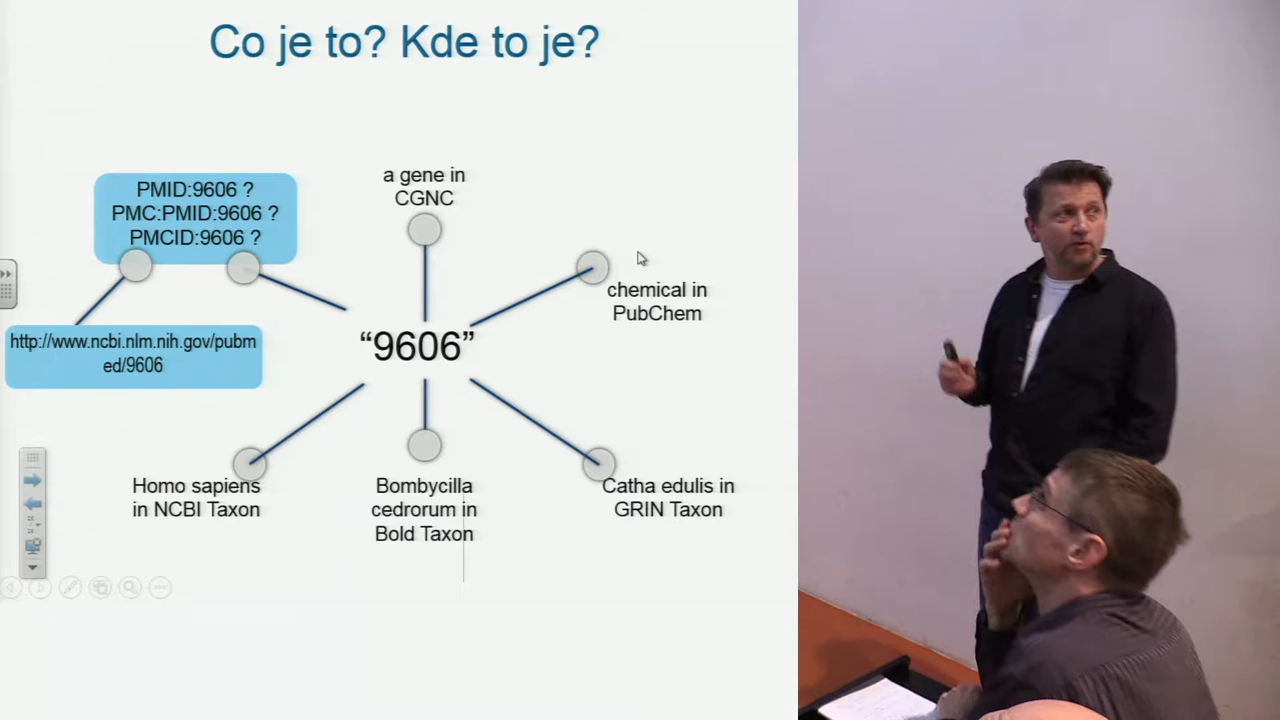 Co je to? Kde to je?
PMID:9606 ?
PMC:PMID:9606 ?
PMCID:9606 ?
a gene in
CGNC
chemical in
PubChem
http://www.ncbi.nlm.nih.gov/pubm
ed/9606
“9606”
Homo sapiens
in NCBI Taxon
Bombycilla
cedrorum in
Bold Taxon
Catha edulis in
GRIN Taxon